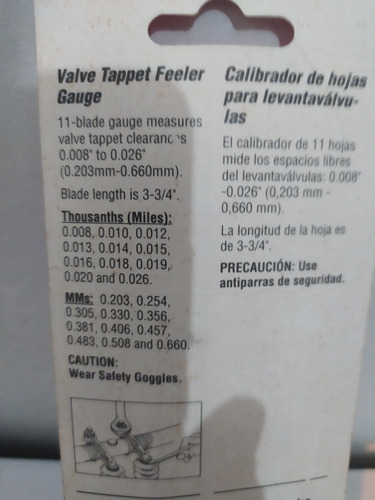 Valve Tappet Feeler
Gauge
11-blade gauge measures
valve tappet clearances
0.008" to 0.026"
(0.203mm-0.660mm).
Blade length is 3-3/4".
Thousanths (Miles):
0.008, 0.010, 0.012,
0.013, 0.014, 0.015,
0.016, 0.018, 0.019,
0.020 and 0.026.
MMs: 0.203, 0.254,
0.305, 0.330, 0.356,
0.381, 0.406, 0.457,
0.483, 0.508 and 0.660.
CAUTION:
Wear Safety Goggles.
Calibrador de hojas
para levantaválvu-
las
El calibrador de 11 hojas
mide los espacios libres
del levantaválvulas: 0.008"
-0.026" (0,203 mm -
0,660 mm).
La longitud de la hoja es
de 3-3/4".
PRECAUCIÓN: Use
antiparras de seguridad.